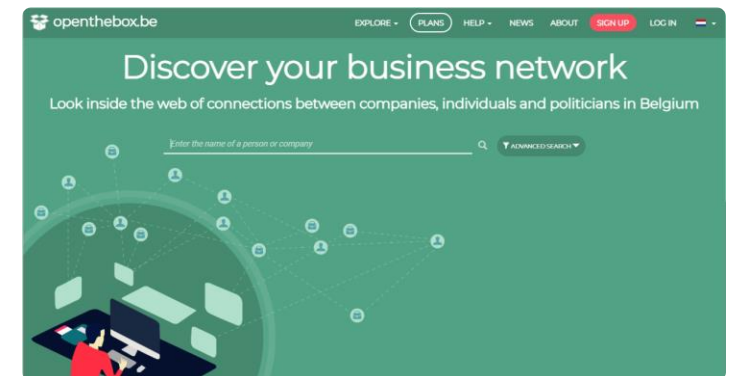 openthebox.be
EXPLORE PLANS HELP NEWS ABOUT SIGN UP LOG IN
Discover your business network
Look inside the web of connections between companies, individuals and politicians in Belgium
Enter the name of a person or company
ADVANCED SEARCH